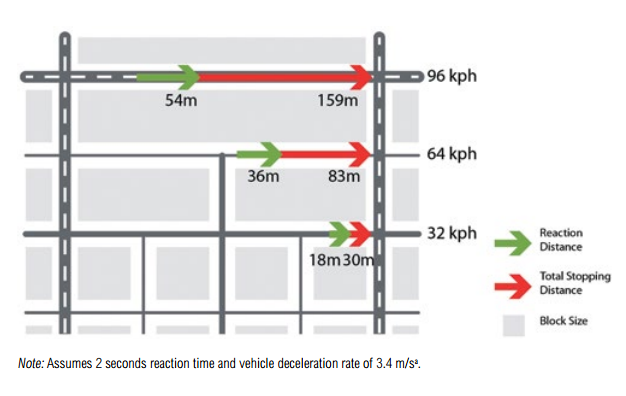 96 kph
54m 159m
64 kph
36m 83m
32 kph
18m 30m
Reaction
Distance
Total Stopping
Distance
Block Size
Note: Assumes 2 seconds reaction time and vehicle deceleration rate of 3.4 m/sª.